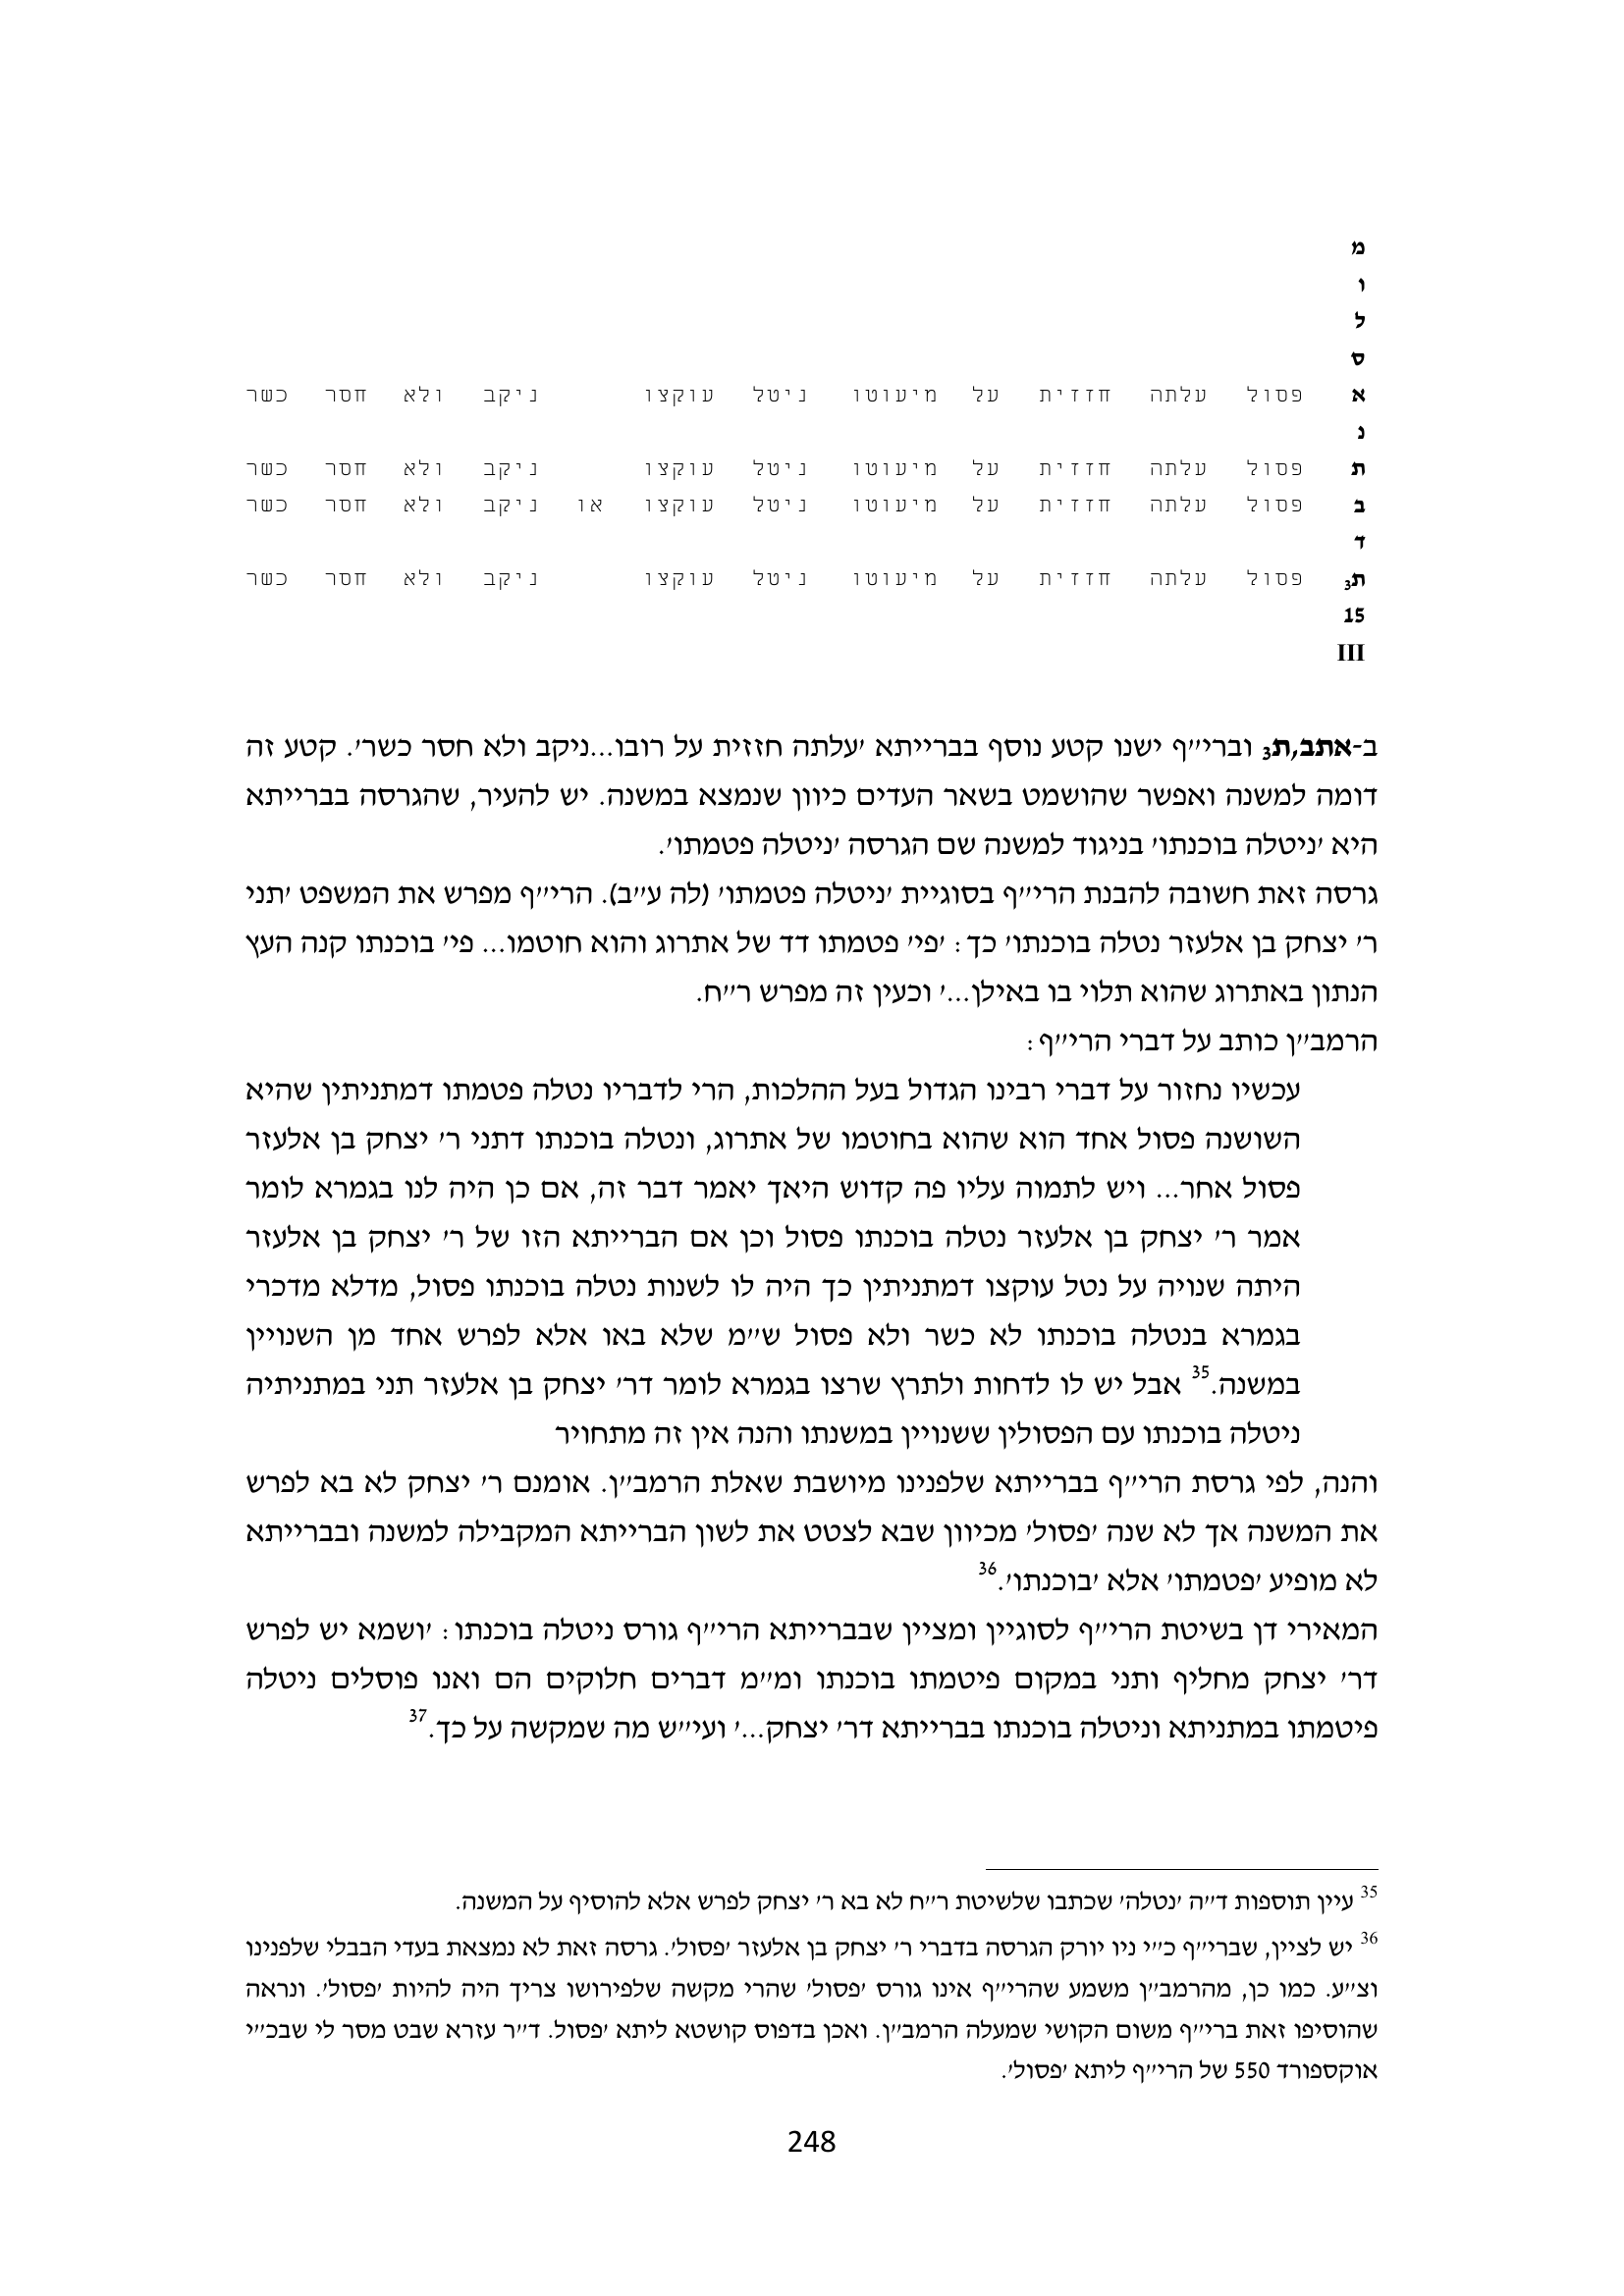 מ
ו
ל
ס
א פסול עלתה חזזית על מיעוטו ניטל עוקצו ניקב ולא חסר כשר
נ
ת פסול עלתה חזזית על מיעוטו ניטל עוקצו ניקב ולא חסר כשר
ב פסול עלתה חזזית על מיעוטו ניטל עוקצו או ניקב ולא חסר כשר
ד
ת3 פסול עלתה חזזית על מיעוטו ניטל עוקצו ניקב ולא חסר כשר
15
III
ב-אתב,ת3 וברי״ף ישנו קטע נוסף בברייתא ׳עלתה חזזית על רובו...ניקב ולא חסר כשר׳. קטע זה
דומה למשנה ואפשר שהושמט בשאר העדים כיוון שנמצא במשנה. יש להעיר, שהגרסה בברייתא
היא ׳ניטלה בוכנתו׳ בניגוד למשנה שם הגרסה ׳ניטלה פטמתו׳.
גרסה זאת חשובה להבנת הרי״ף בסוגיית ׳ניטלה פטמתו׳ (לה ע״ב). הרי״ף מפרש את המשפט ׳תני
ר׳ יצחק בן אלעזר נטלה בוכנתו׳ כך: ׳פי׳ פטמתו דד של אתרוג והוא חוטמו... פי׳ בוכנתו קנה העץ
הנתון באתרוג שהוא תלוי בו באילן...׳ וכעין זה מפרש ר״ח.
הרמב״ן כותב על דברי הרי״ף:
עכשיו נחזור על דברי רבינו הגדול בעל ההלכות, הרי לדבריו נטלה פטמתו דמתניתין שהיא
השושנה פסול אחד הוא שהוא בחוטמו של אתרוג, ונטלה בוכנתו דתני ר׳ יצחק בן אלעזר
פסול אחר... ויש לתמוה עליו פה קדוש היאך יאמר דבר זה, אם כן היה לנו בגמרא לומר
אמר ר׳ יצחק בן אלעזר נטלה בוכנתו פסול וכן אם הברייתא הזו של ר׳ יצחק בן אלעזר
היתה שנויה על נטל עוקצו דמתניתין כך היה לו לשנות נטלה בוכנתו פסול, מדלא מדכרי
בגמרא בנטלה בוכנתו לא כשר ולא פסול ש״מ שלא באו אלא לפרש אחד מן השנויין
במשנה.35 אבל יש לו לדחות ולתרץ שרצו בגמרא לומר דר׳ יצחק בן אלעזר תני במתניתיה
ניטלה בוכנתו עם הפסולין ששנויין במשנתו והנה אין זה מתחויר
והנה, לפי גרסת הרי״ף בברייתא שלפנינו מיושבת שאלת הרמב״ן. אומנם ר׳ יצחק לא בא לפרש
את המשנה אך לא שנה ׳פסול׳ מכיוון שבא לצטט את לשון הברייתא המקבילה למשנה ובברייתא
לא מופיע ׳פטמתו׳ אלא ׳בוכנתו׳.36
המאירי דן בשיטת הרי״ף לסוגיין ומציין שבברייתא הרי״ף גורס ניטלה בוכנתו: ׳ושמא יש לפרש
דר׳ יצחק מחליף ותני במקום פיטמתו בוכנתו ומ״מ דברים חלוקים הם ואנו פוסלים ניטלה
פיטמתו במתניתא וניטלה בוכנתו בברייתא דר׳ יצחק...׳ ועי״ש מה שמקשה על כך.37
35 עיין תוספות ד״ה ׳נטלה׳ שכתבו שלשיטת ר״ח לא בא ר׳ יצחק לפרש אלא להוסיף על המשנה.
36 יש לציין, שברי״ף כ״י ניו יורק הגרסה בדברי ר׳ יצחק בן אלעזר ׳פסול׳. גרסה זאת לא נמצאת בעדי הבבלי שלפנינו
וצ״ע. כמו כן, מהרמב״ן משמע שהרי״ף אינו גורס ׳פסול׳ שהרי מקשה שלפירושו צריך היה להיות ׳פסול׳. ונראה
שהוסיפו זאת ברי״ף משום הקושי שמעלה הרמב״ן. ואכן בדפוס קושטא ליתא ׳פסול. ד״ר עזרא שבט מסר לי שבכ״י
אוקספורד 550 של הרי״ף ליתא ׳פסול׳.
248